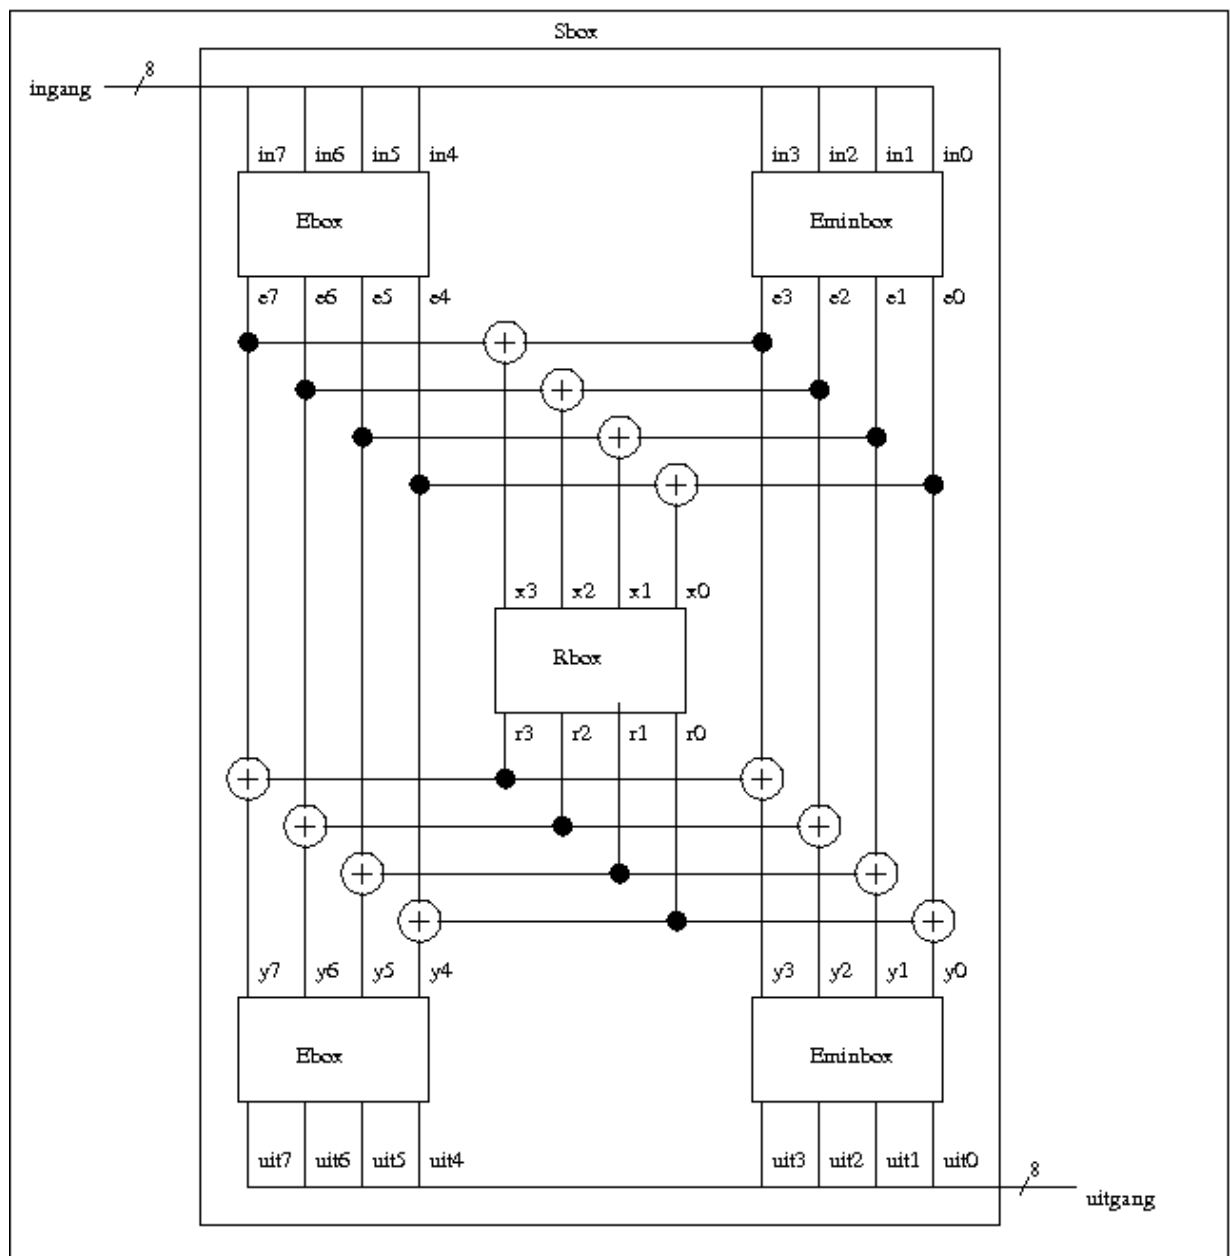 Sbox
8
ingang
in7 in6 in5 in4 in3 in2 in1 in0
Ebox Eminbox
e7 e6 e5 e4 e3 e2 e1 e0
x3 x2 x1 x0
Rbox
r3 r2 r1 r0
y7 y6 y5 y4 y3 y2 y1 y0
Ebox Eminbox
uit7 uit6 uit5 uit4 uit3 uit2 uit1 uit0
8
uitgang